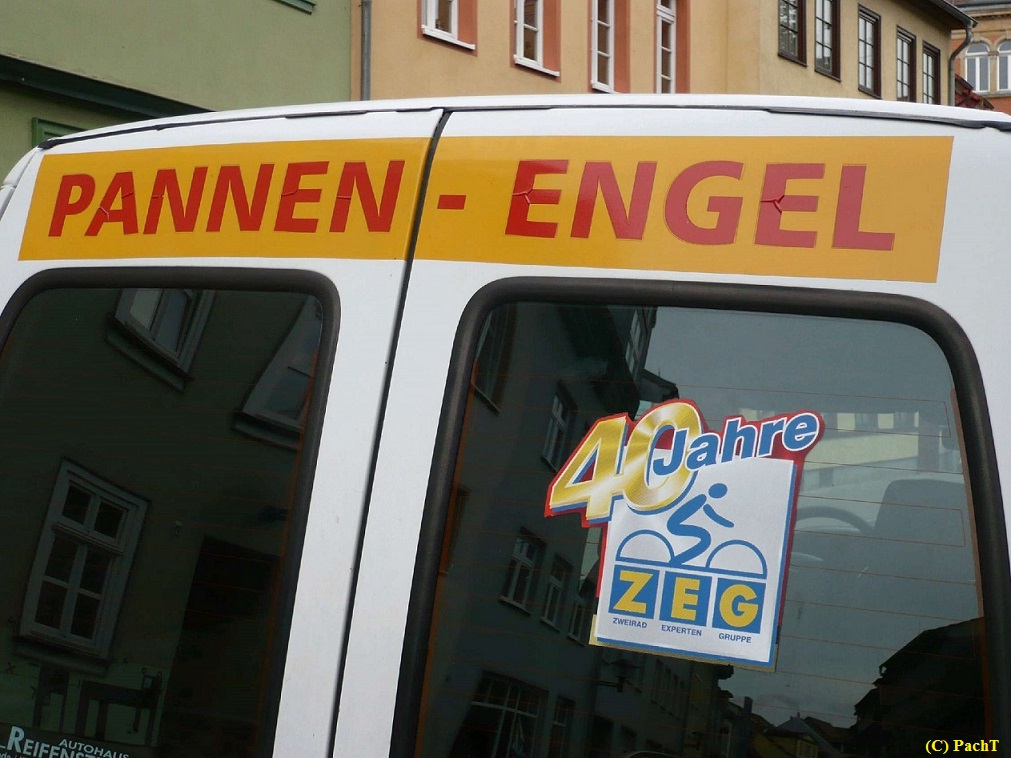 PANNEN - ENGEL
40 Jahre
ZEG
ZWEIRAD EXPERTEN GRUPPE
AUTOHAUS
(C) PachT